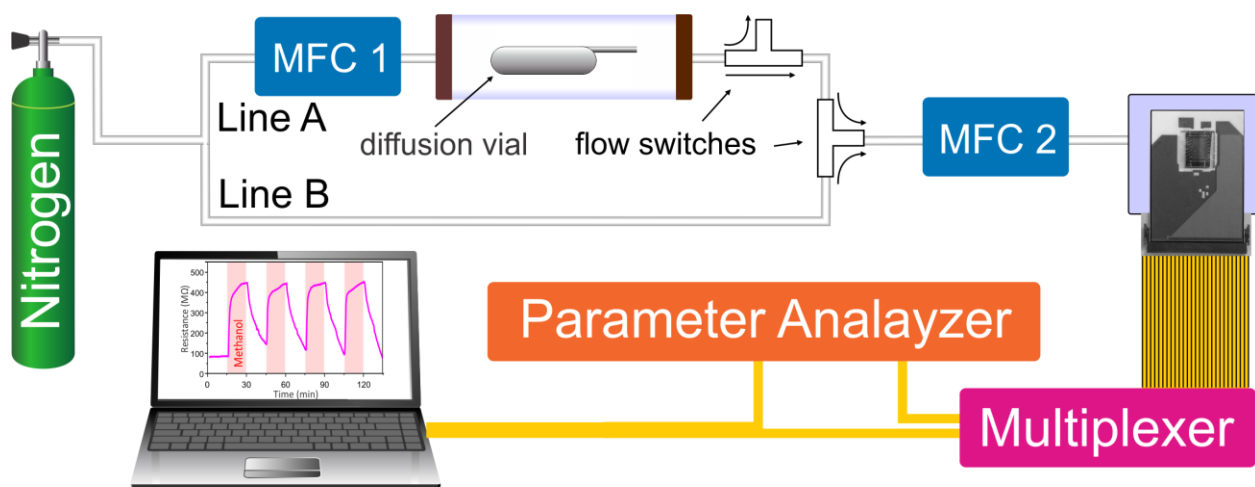 Nitrogen
MFC 1
Line A
diffusion vial
flow switches
MFC 2
Line B
Resistance (MΩ)
500
400
300
200
100
0
Methanol
0
30
60
90
120
Time (min)
Parameter Analayzer
Multiplexer